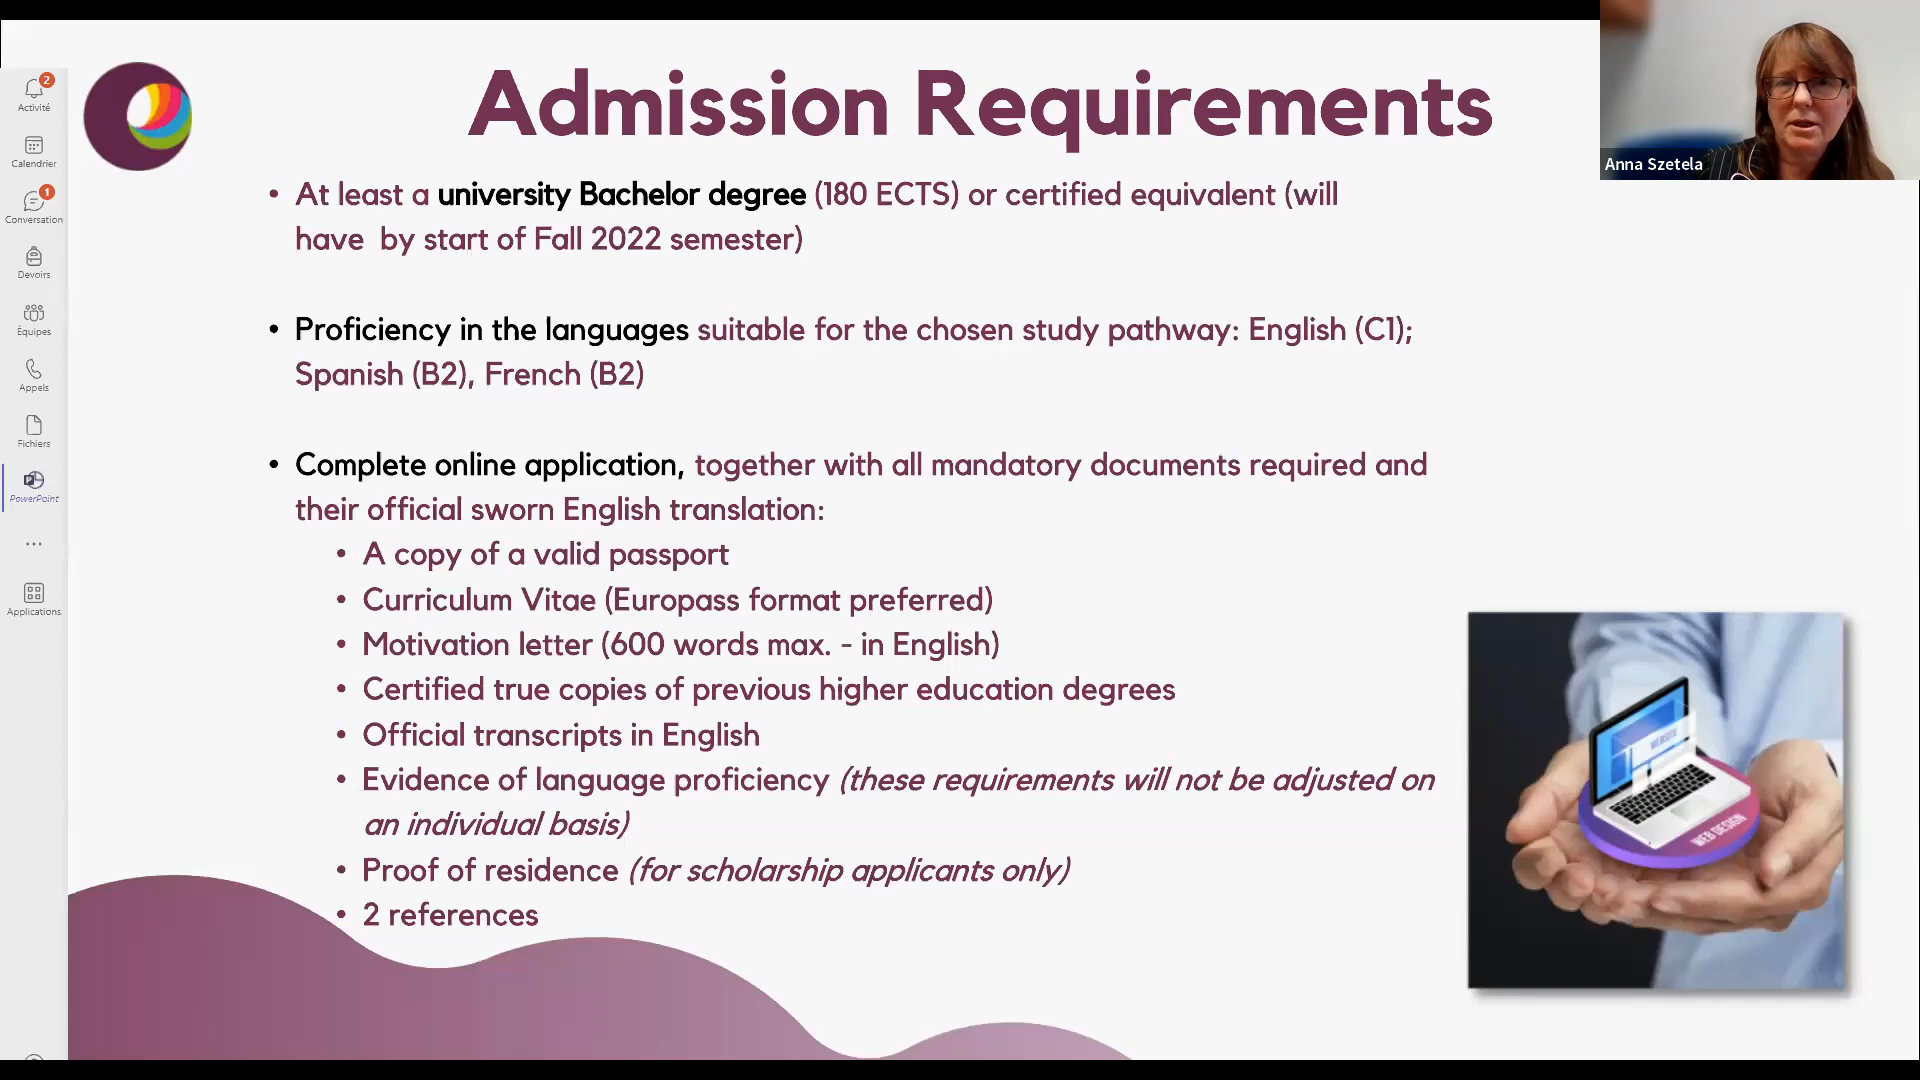 Admission Requirements
• At least a university Bachelor degree (180 ECTS) or certified equivalent (will
have by start of Fall 2022 semester)
• Proficiency in the languages suitable for the chosen study pathway: English (C1);
Spanish (B2), French (B2)
• Complete online application, together with all mandatory documents required and
their official sworn English translation:
• A copy of a valid passport
• Curriculum Vitae (Europass format preferred)
• Motivation letter (600 words max. - in English)
• Certified true copies of previous higher education degrees
• Official transcripts in English
• Evidence of language proficiency (these requirements will not be adjusted on
an individual basis)
• Proof of residence (for scholarship applicants only)
• 2 references
Anna Szetela
2
Activité
Calendrier
1
Conversation
Devoirs
Équipes
Appels
Fichiers
PowerPoint
...
Applications
WEBSITE
WEB DESIGN